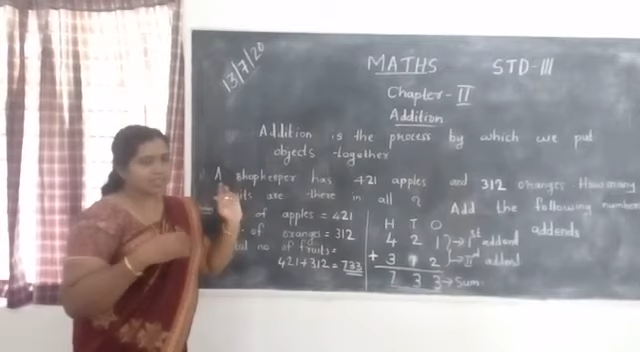 13/7/20
MATHS STD-III
Chapter-II
Addition
Addition is the process by which we put
objects together
A shopkeeper has 421 apples and 312 oranges. How many
are there in all ?
Add the following numbers
of apples = 421
of oranges = 312
no of fruits =
421+312=733
H T O
4 2 1 → Ist addend
+ 3 1 2 → IInd addend
7 3 3 → Sum
addends